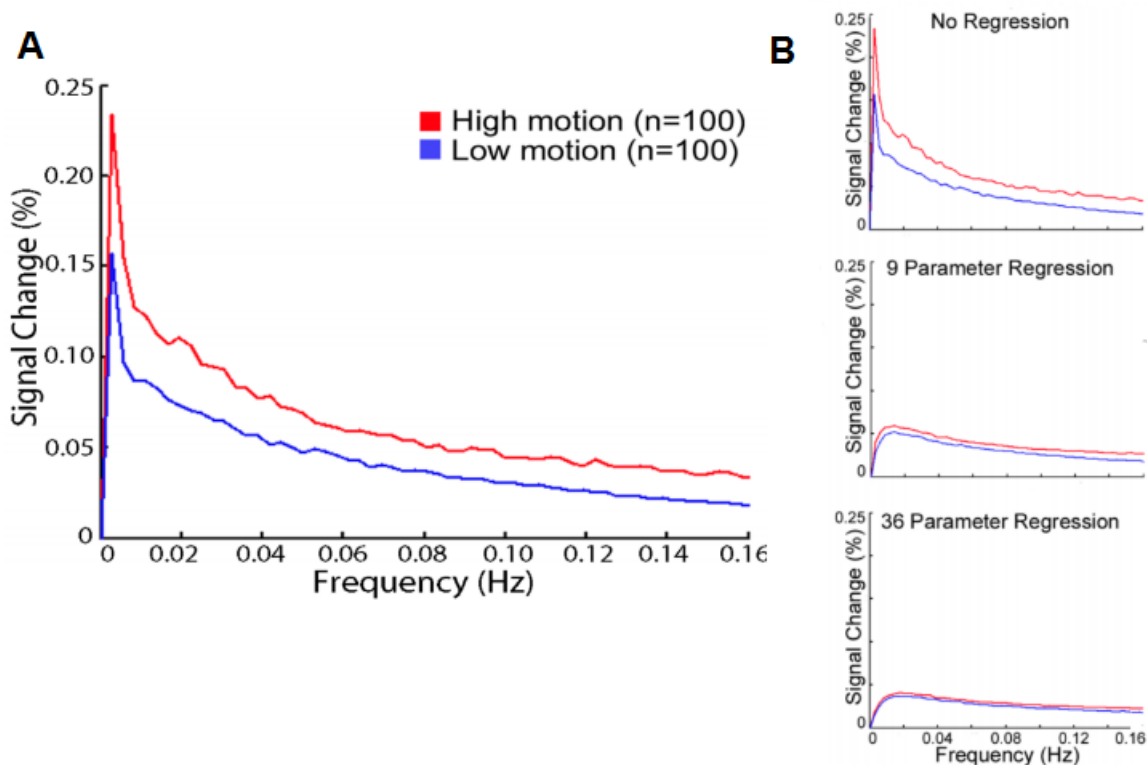 A
0.25
0.20
0.15
0.10
0.05
0
Signal Change (%)
High motion (n=100)
Low motion (n=100)
0 0.02 0.04 0.06 0.08 0.10 0.12 0.14 0.16
Frequency (Hz)
B
No Regression
0.25
Signal Change (%)
0
9 Parameter Regression
0.25
Signal Change (%)
0
36 Parameter Regression
0.25
Signal Change (%)
0
0 0.04 0.08 0.12 0.16
Frequency (Hz)